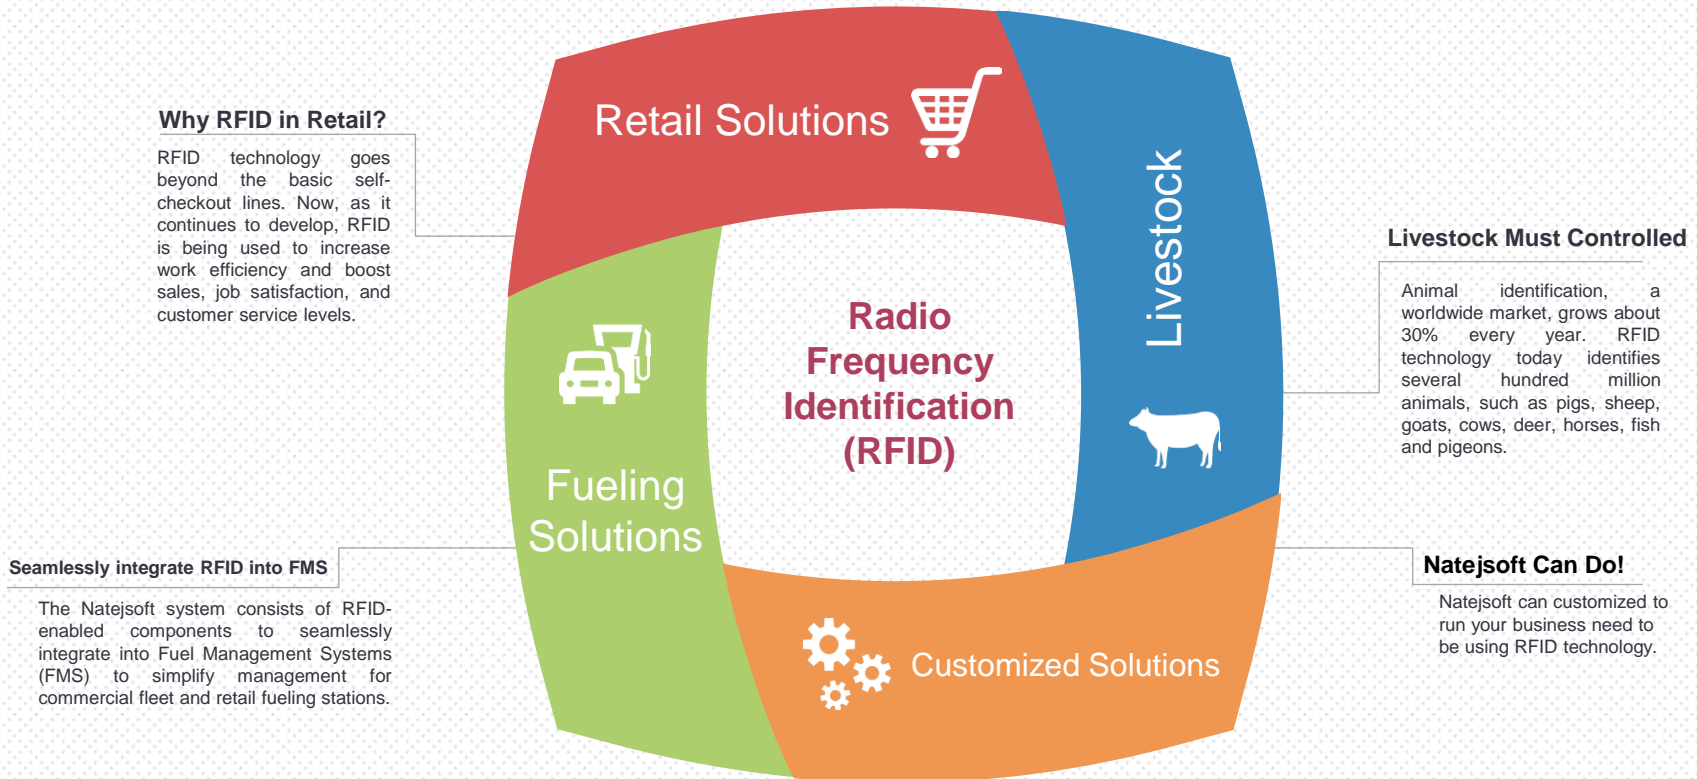 Retail Solutions
Why RFID in Retail?
RFID technology goes
beyond the basic self-
checkout lines. Now, as it
continues to develop, RFID
is being used to increase
work efficiency and boost
sales, job satisfaction, and
customer service levels.
Livestock
Livestock Must Controlled
Animal identification, a
worldwide market, grows about
30% every year. RFID
technology today identifies
several hundred million
animals, such as pigs, sheep,
goats, cows, deer, horses, fish
and pigeons.
Radio
Frequency
Identification
(RFID)
Fueling
Solutions
Seamlessly integrate RFID into FMS
The Natejsoft system consists of RFID-
enabled components to seamlessly
integrate into Fuel Management Systems
(FMS) to simplify management for
commercial fleet and retail fueling stations.
Customized Solutions
Natejsoft Can Do!
Natejsoft can customized to
run your business need to
be using RFID technology.